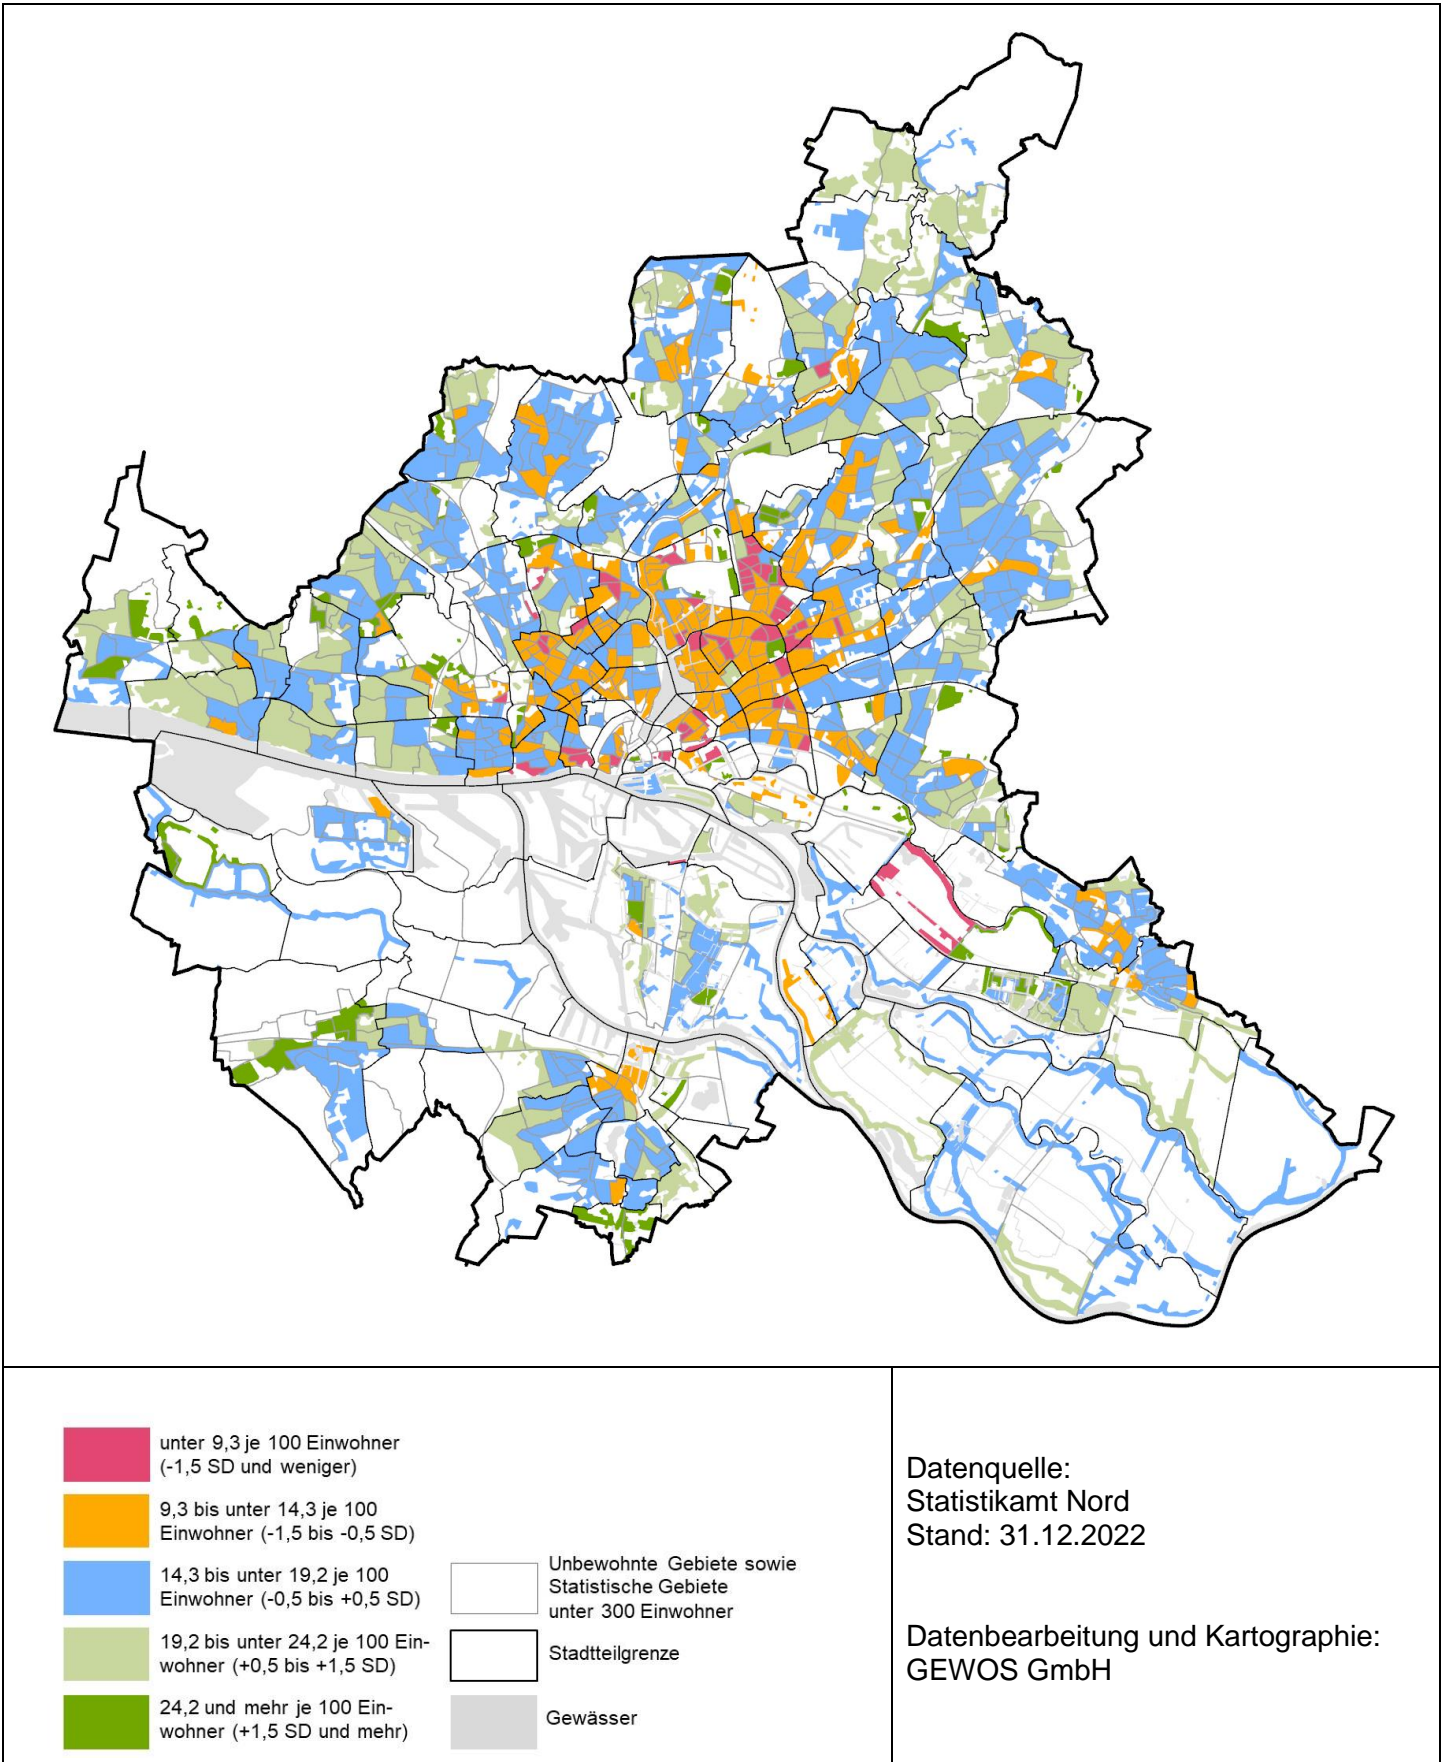 unter 9,3 je 100 Einwohner
(-1,5 SD und weniger)
9,3 bis unter 14,3 je 100
Einwohner (-1,5 bis -0,5 SD)
14,3 bis unter 19,2 je 100
Einwohner (-0,5 bis +0,5 SD)
19,2 bis unter 24,2 je 100 Ein-
wohner (+0,5 bis +1,5 SD)
24,2 und mehr je 100 Ein-
wohner (+1,5 SD und mehr)
Unbewohnte Gebiete sowie
Statistische Gebiete
unter 300 Einwohner
Stadtteilgrenze
Gewässer
Datenquelle:
Statistikamt Nord
Stand: 31.12.2022
Datenbearbeitung und Kartographie:
GEWOS GmbH